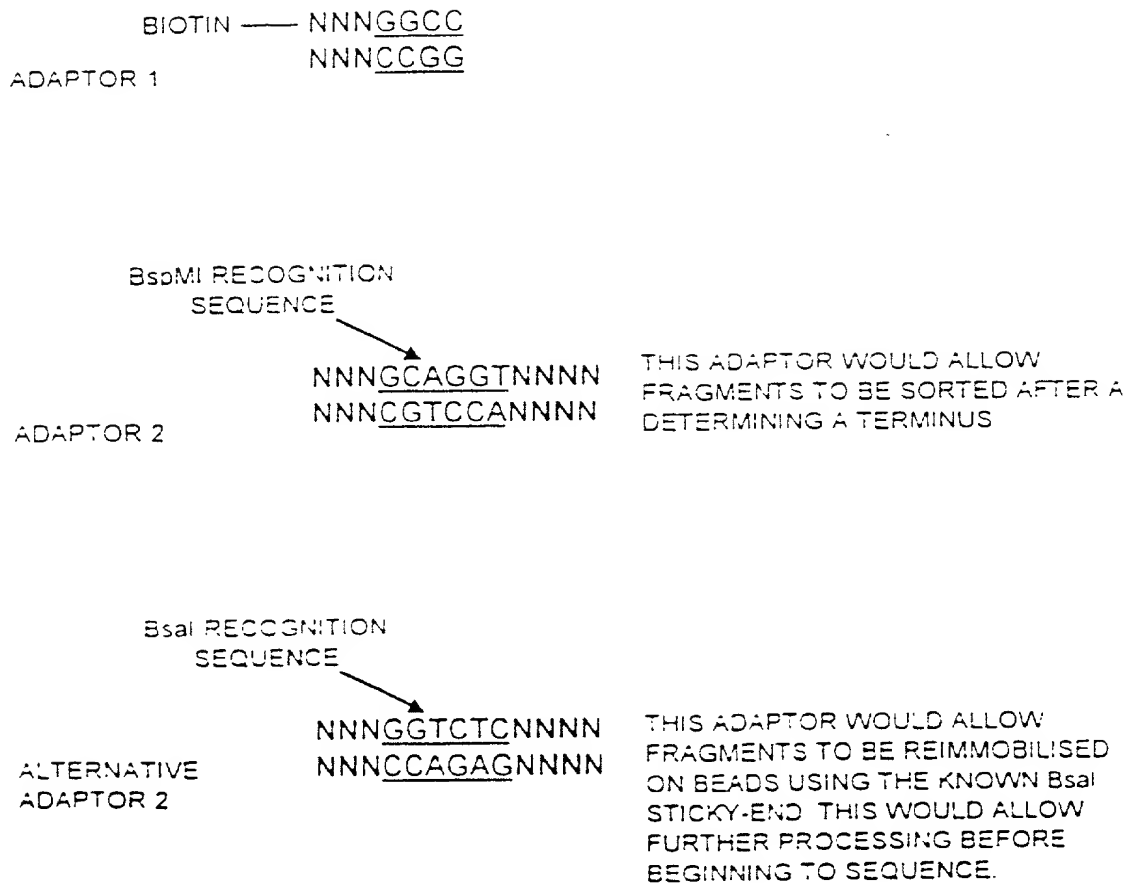 BIOTIN — NNNGGCC
NNNCCGG
ADAPTOR 1
BspMI RECOGNITION
SEQUENCE
NNNGCAGGTNNNN
NNNCGTCCANNNN
ADAPTOR 2
THIS ADAPTOR WOULD ALLOW
FRAGMENTS TO BE SORTED AFTER A
DETERMINING A TERMINUS
BsaI RECOGNITION
SEQUENCE
NNNGGTCTCNNNN
NNNCCAGAGNNNN
ALTERNATIVE
ADAPTOR 2
THIS ADAPTOR WOULD ALLOW
FRAGMENTS TO BE REIMMOBILISED
ON BEADS USING THE KNOWN BsaI
STICKY-END THIS WOULD ALLOW
FURTHER PROCESSING BEFORE
BEGINNING TO SEQUENCE.